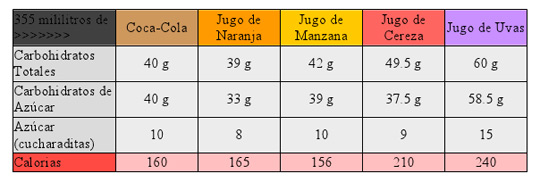 355 mililitros de >>>>>>> Coca-Cola Jugo de Naranja Jugo de Manzana Jugo de Cereza Jugo de Uvas
Carbohidratos Totales 40 g 39 g 42 g 49.5 g 60 g
Carbohidratos de Azúcar 40 g 33 g 39 g 37.5 g 58.5 g
Azúcar (cucharaditas) 10 8 10 9 15
Calorias 160 165 156 210 240